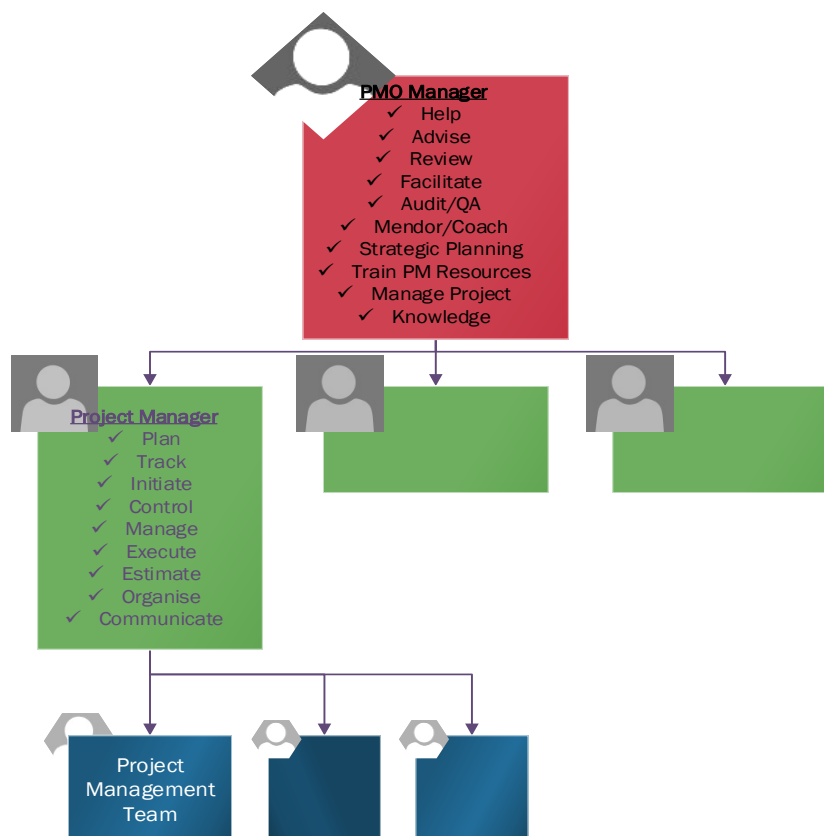 PMO Manager
✓ Help
✓ Advise
✓ Review
✓ Facilitate
✓ Audit/QA
✓ Mendor/Coach
✓ Strategic Planning
✓ Train PM Resources
✓ Manage Project
✓ Knowledge
Project Manager
✓ Plan
✓ Track
✓ Initiate
✓ Control
✓ Manage
✓ Execute
✓ Estimate
✓ Organise
✓ Communicate
Project
Management
Team